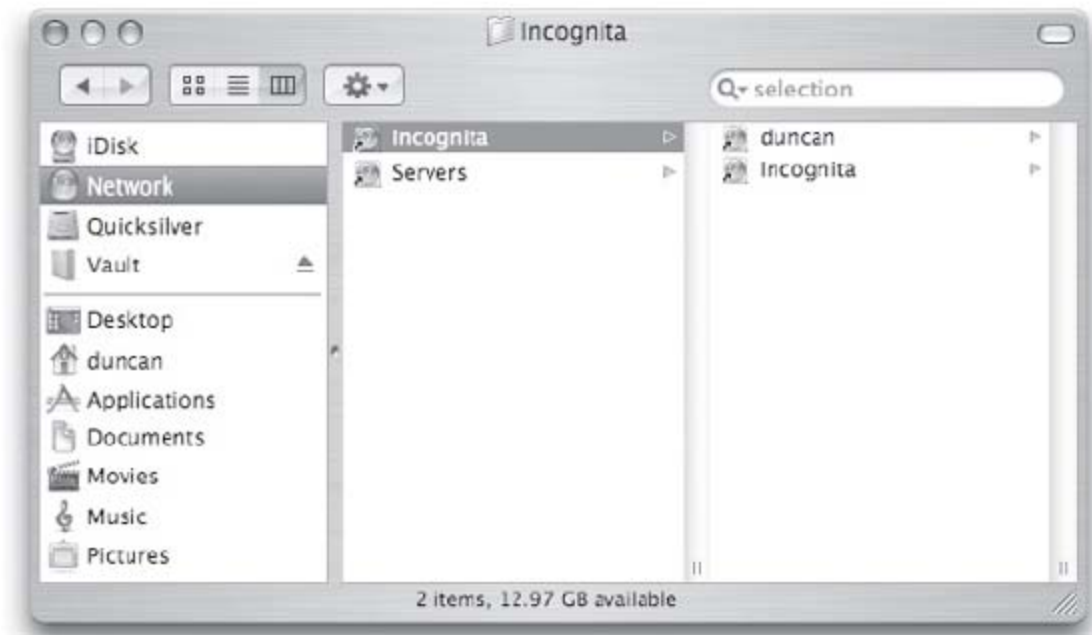 Incognita
selection
iDisk
Network
Quicksilver
Vault
Desktop
duncan
Applications
Documents
Movies
Music
Pictures
Incognita
Servers
duncan
Incognita
2 items, 12.97 GB available